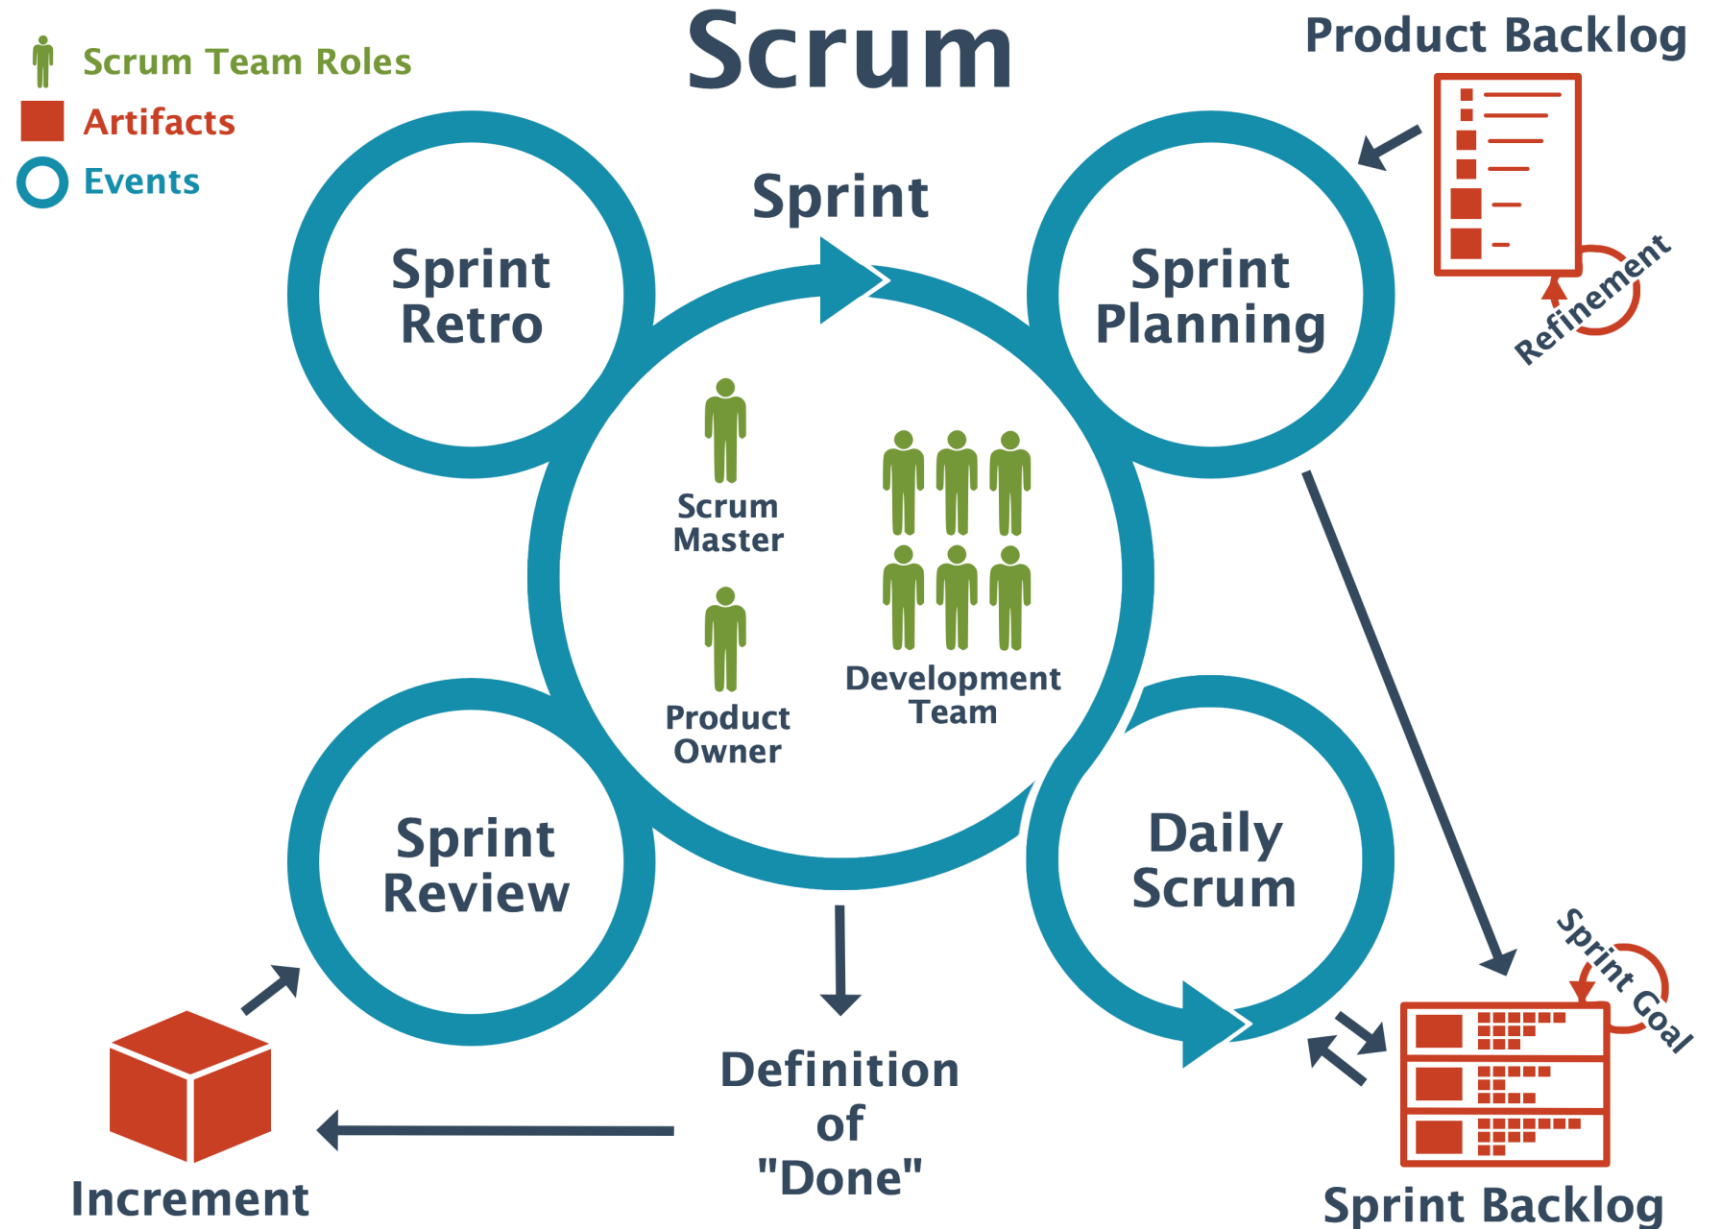 Scrum
Scrum Team Roles
Artifacts
Events
Product Backlog
Refinement
Sprint
Sprint
Retro
Sprint
Planning
Scrum
Master
Product
Owner
Development
Team
Sprint
Review
Daily
Scrum
Sprint Goal
Definition
of
"Done"
Increment
Sprint Backlog